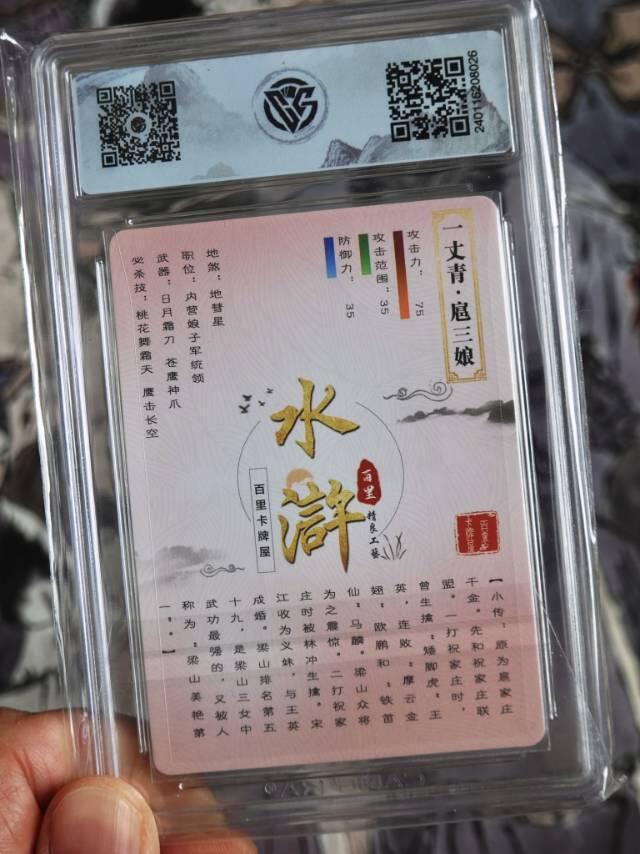 240116208026
一丈青·扈三娘
攻击力：75
攻击范围：35
防御力：35
地煞：地彗星
职位：内营娘子军统领
武器：日月霜刀 苍鹰神爪
必杀技：桃花舞霜天 鹰击长空
水浒
百里
精良工艺
百里卡牌屋
【小传：原为扈家庄
千金。先和祝家庄联
盟。一打祝家庄时，
曾生擒：矮脚虎：王
英，连败：摩云金
翅：欧鹏和：铁笛
仙：马麟。梁山众将
为之震惊。二打祝家
庄时被林冲生擒。宋
江收为义妹，与王英
成婚。梁山排名第五
十九，是梁山三女中
武功最强的，又被人
称为：梁山美艳第
一。】